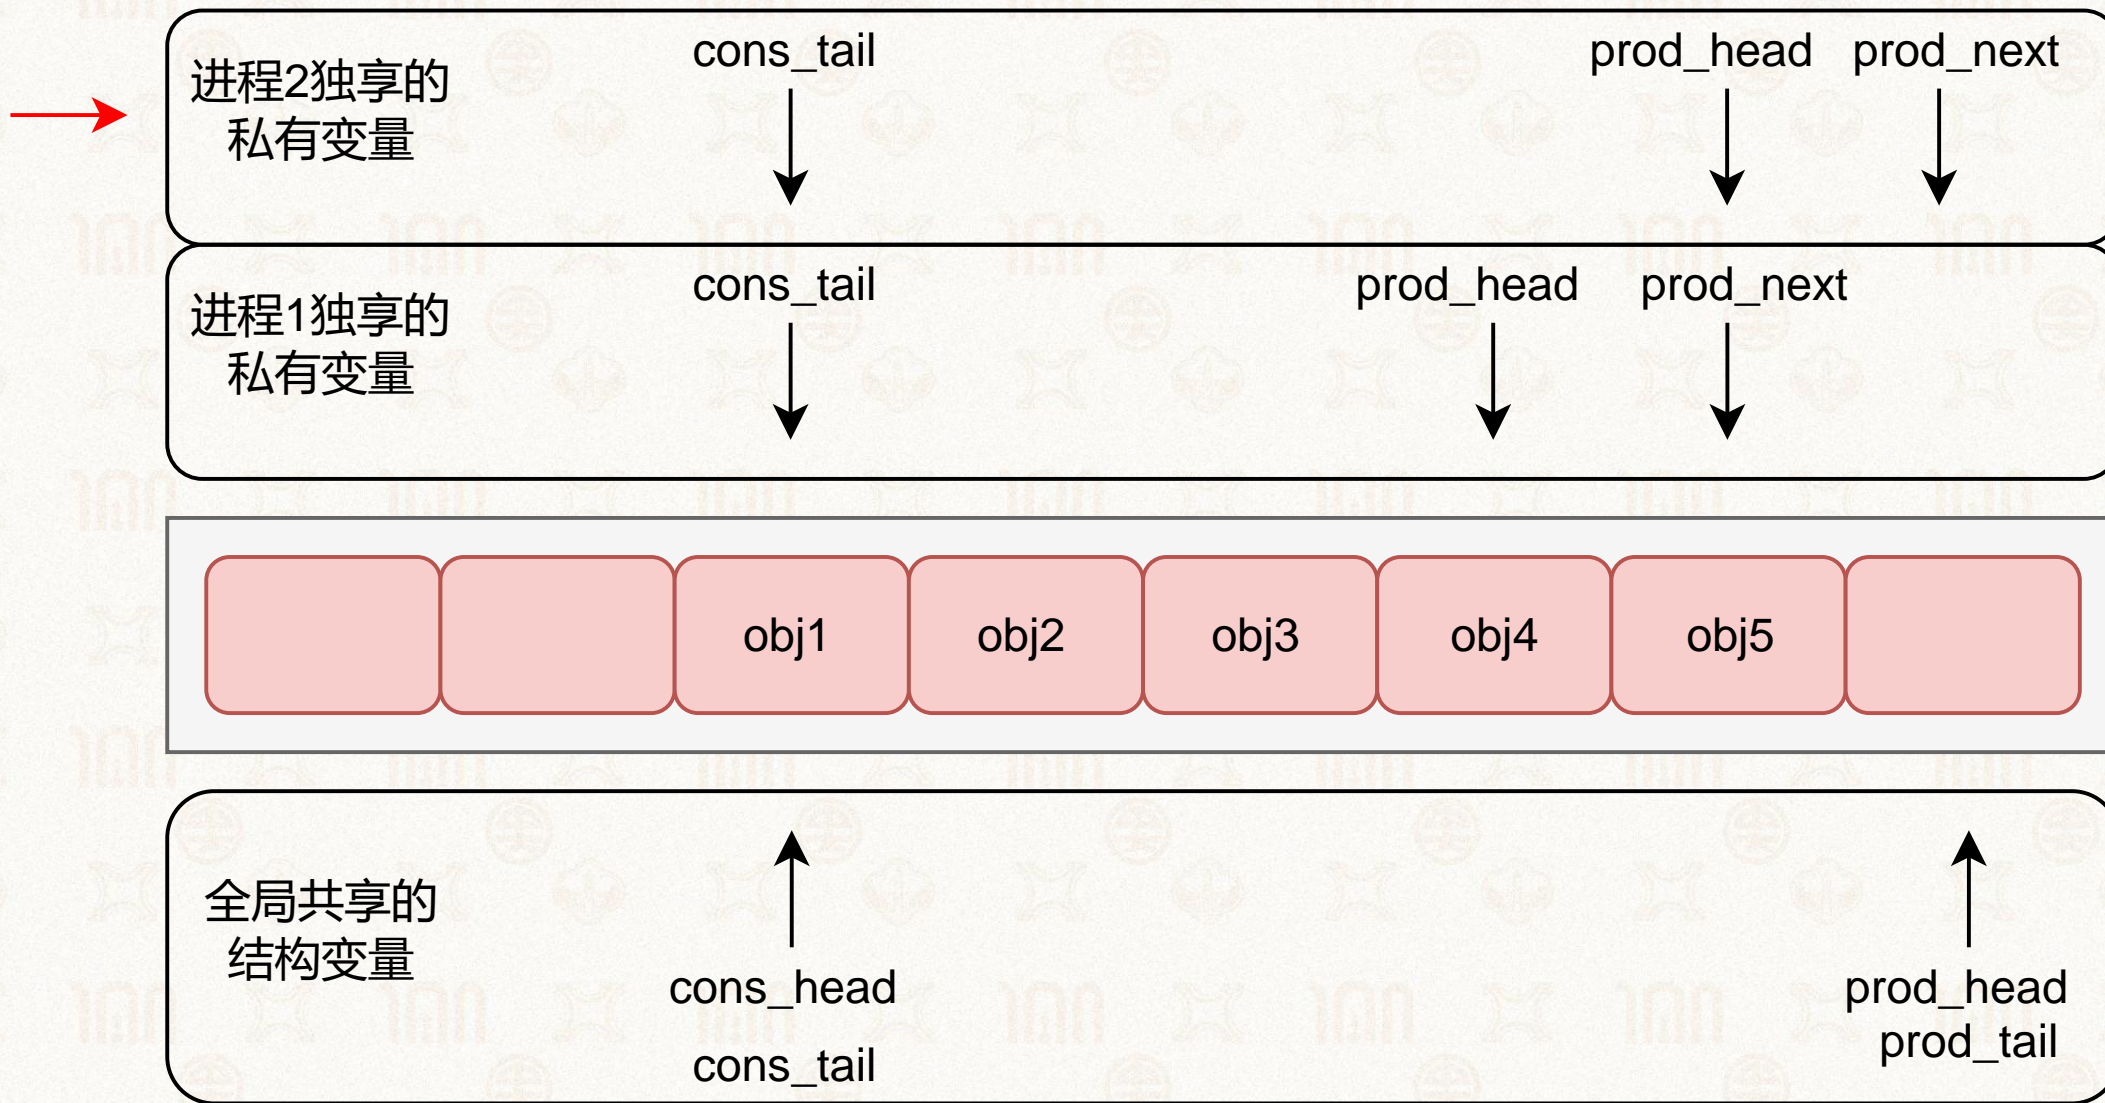 进程2独享的
私有变量
cons_tail
prod_head
prod_next
进程1独享的
私有变量
cons_tail
prod_head
prod_next
obj1
obj2
obj3
obj4
obj5
全局共享的
结构变量
cons_head
cons_tail
prod_head
prod_tail